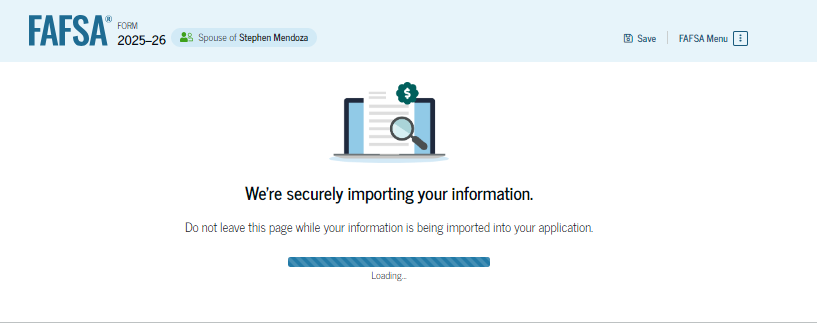 FAFSA®
FORM
2025–26
Spouse of Stephen Mendoza
Save
FAFSA Menu
$
We're securely importing your information.
Do not leave this page while your information is being imported into your application.
Loading...